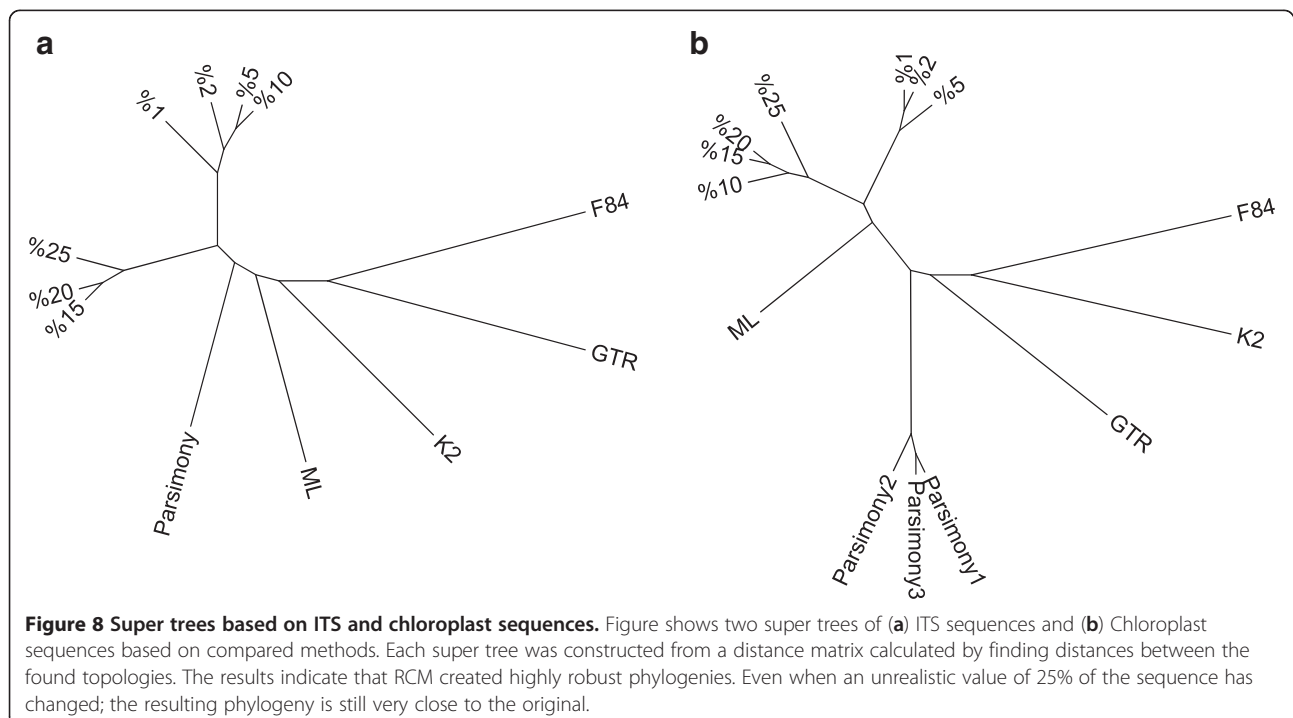 a
b
%1
%2
%5
%10
F84
%25
%20
%15
GTR
K2
ML
Parsimony
%25
%1
%2
%5
%20
%15
%10
F84
K2
ML
GTR
Parsimony2
Parsimony3
Parsimony1
Figure 8 Super trees based on ITS and chloroplast sequences. Figure shows two super trees of (a) ITS sequences and (b) Chloroplast
sequences based on compared methods. Each super tree was constructed from a distance matrix calculated by finding distances between the
found topologies. The results indicate that RCM created highly robust phylogenies. Even when an unrealistic value of 25% of the sequence has
changed; the resulting phylogeny is still very close to the original.